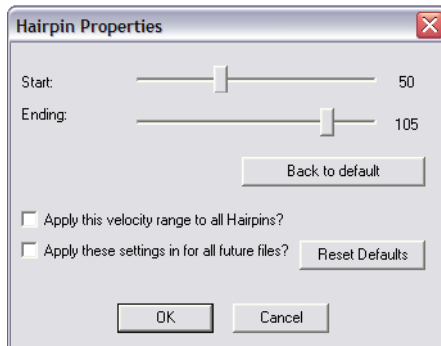 Hairpin Properties
Start: 50
Ending: 105
Back to default
Apply this velocity range to all Hairpins?
Apply these settings in for all future files? Reset Defaults
OK Cancel